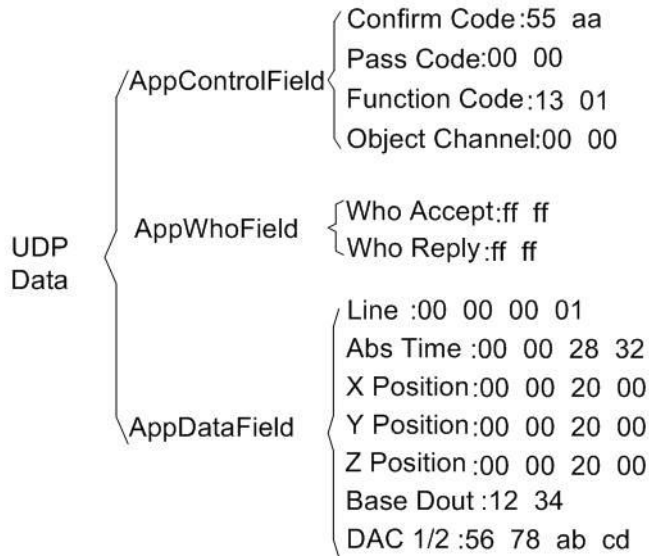 UDP
Data
AppControlField
Confirm Code:55 aa
Pass Code:00 00
Function Code:13 01
Object Channel:00 00
AppWhoField
Who Accept:ff ff
Who Reply:ff ff
AppDataField
Line :00 00 00 01
Abs Time :00 00 28 32
X Position:00 00 20 00
Y Position:00 00 20 00
Z Position:00 00 20 00
Base Dout :12 34
DAC 1/2 :56 78 ab cd